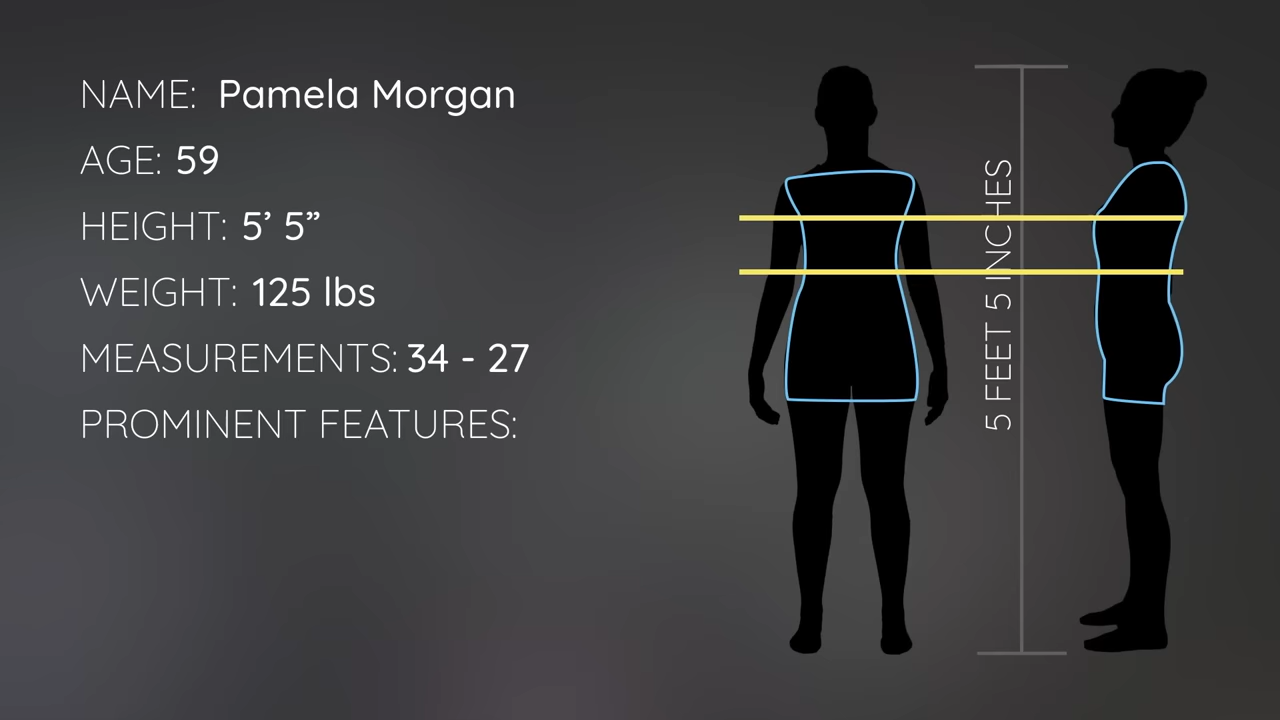 NAME: Pamela Morgan
AGE: 59
HEIGHT: 5’ 5”
WEIGHT: 125 lbs
MEASUREMENTS: 34 - 27
PROMINENT FEATURES:
5 FEET 5 INCHES